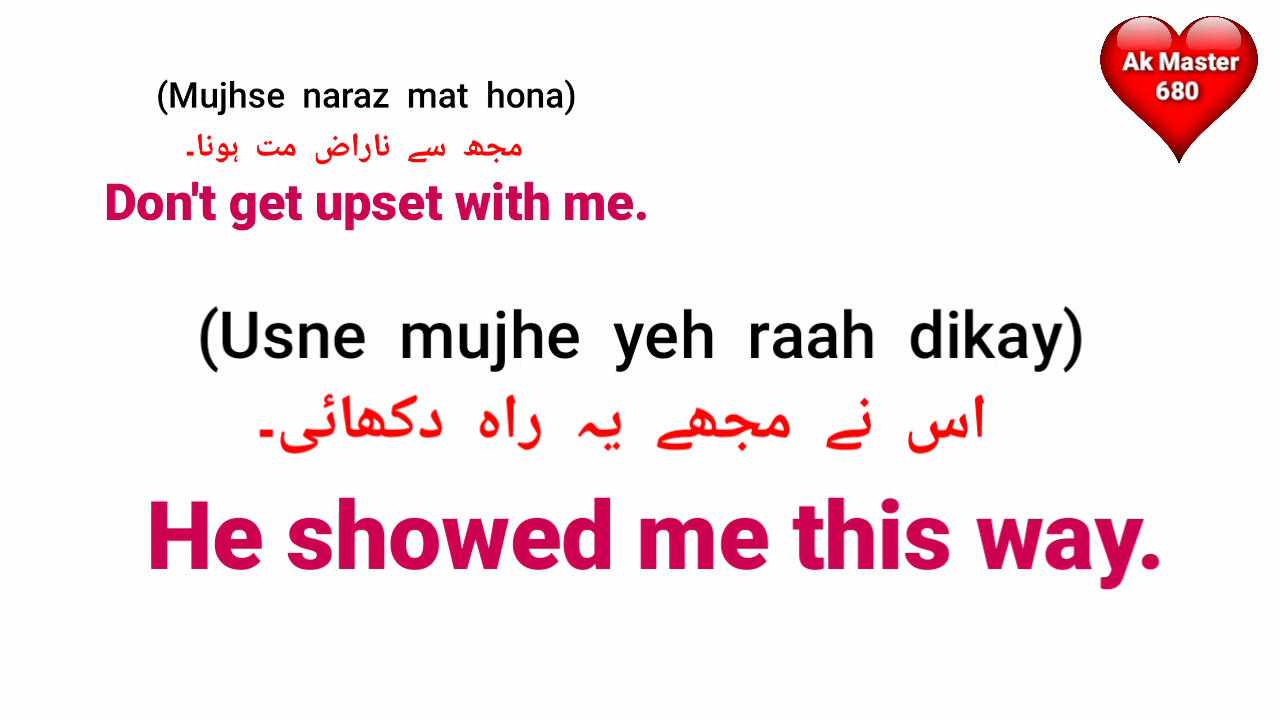 (Mujhse naraz mat hona)
مجھ سے ناراض مت ہونا۔
Don't get upset with me.
(Usne mujhe yeh raah dikay)
اس نے مجھے یہ راہ دکھائی۔
He showed me this way.
Ak Master
680